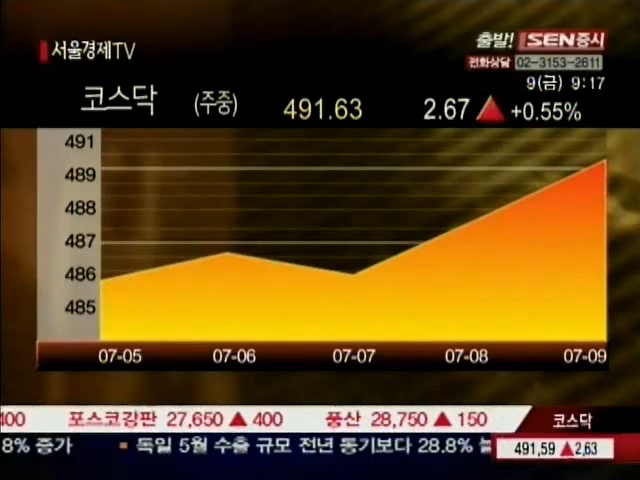 서울경제TV
출발! SEN증시
전화상담 02-3153-2611
9(금) 9:17
코스닥 (주중) 491.63 2.67 ▲ +0.55%
491
489
488
487
486
485
07-05 07-06 07-07 07-08 07-09
400 포스코강판 27,650 ▲ 400 풍산 28,750 ▲ 150 코스닥
8% 증가 ▪ 독일 5월 수출 규모 전년 동기보다 28.8% 491,59 ▲2,63